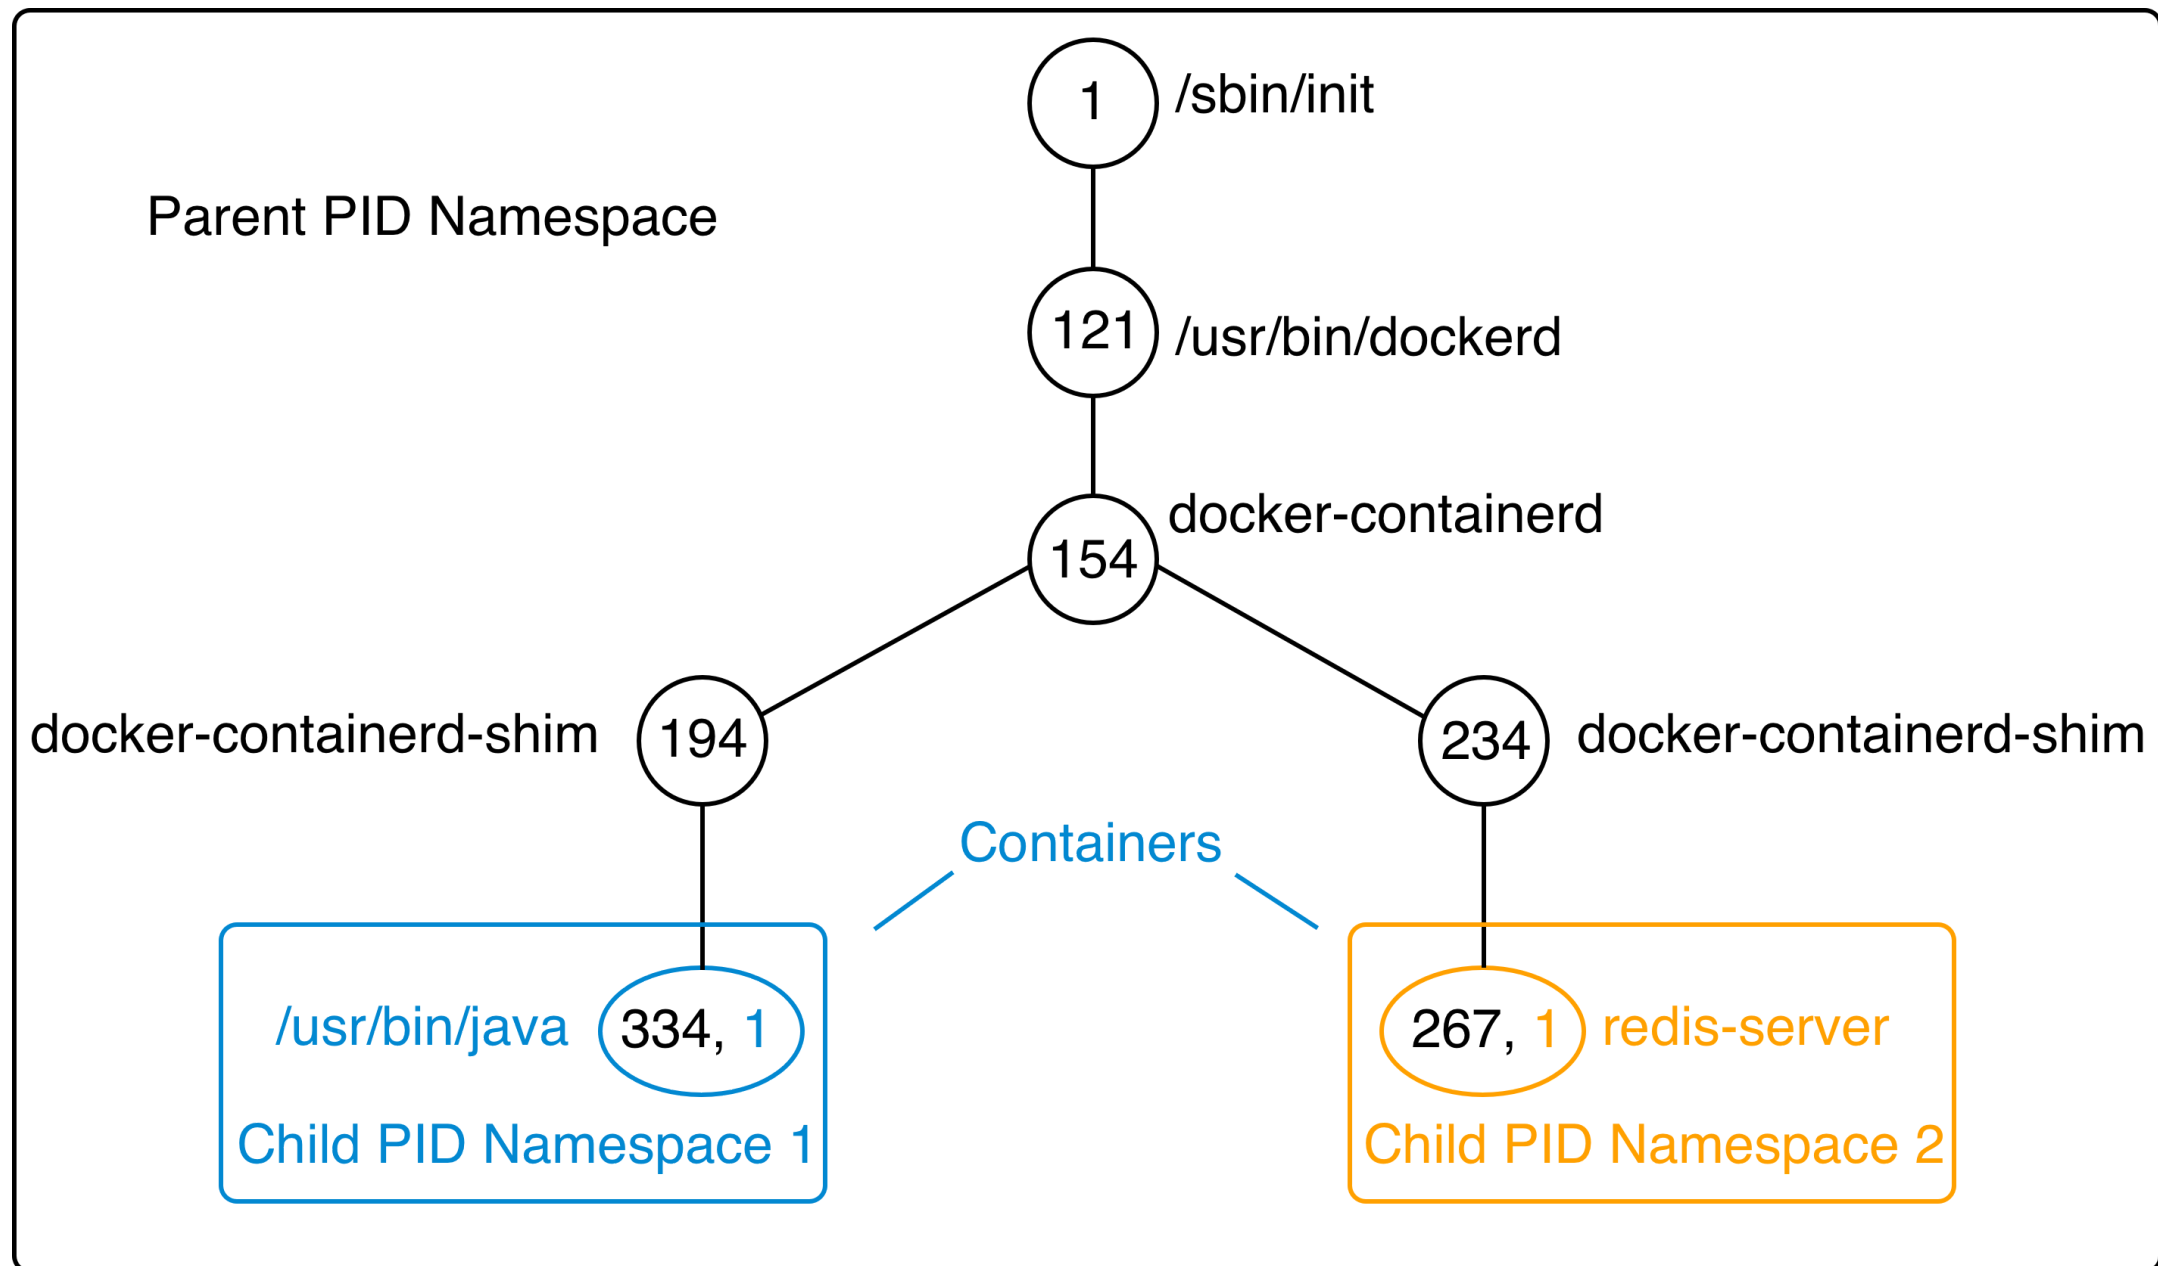 1 /sbin/init
Parent PID Namespace
121 /usr/bin/dockerd
docker-containerd
154
docker-containerd-shim 194
234 docker-containerd-shim
Containers
/usr/bin/java 334, 1
Child PID Namespace 1
267, 1 redis-server
Child PID Namespace 2